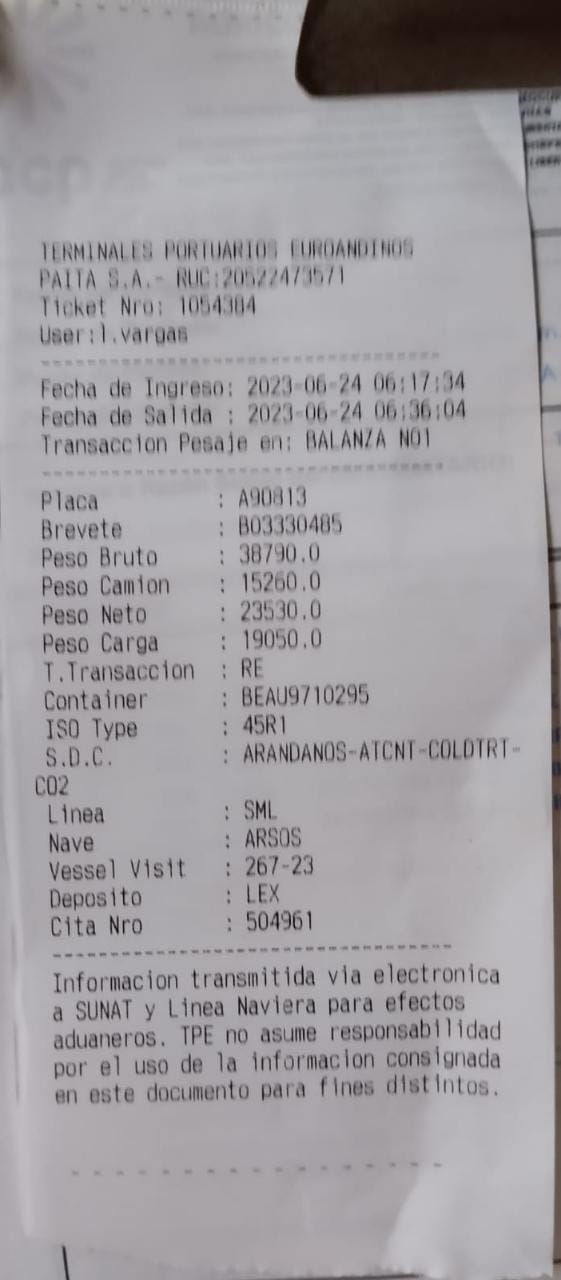 TERMINALES PORTUARIOS EUROANDINOS
PAITA S.A.- RUC:20522473571
Ticket Nro: 1054384
User:l.vargas
------------------------------------
Fecha de Ingreso: 2023-06-24 06:17:34
Fecha de Salida : 2023-06-24 06:36:04
Transaccion Pesaje en: BALANZA NO1
------------------------------------
Placa : A90813
Brevete : B03330485
Peso Bruto : 38790.0
Peso Camion : 15260.0
Peso Neto : 23530.0
Peso Carga : 19050.0
T.Transaccion : RE
Container : BEAU9710295
ISO Type : 45R1
S.D.C. : ARANDANOS-ATCNT-COLDTRT-
CO2
Linea : SML
Nave : ARSOS
Vessel Visit : 267-23
Deposito : LEX
Cita Nro : 504961
------------------------------------
Informacion transmitida via electronica
a SUNAT y Linea Naviera para efectos
aduaneros. TPE no asume responsabilidad
por el uso de la informacion consignada
en este documento para fines distintos.
- - - - - - - - - - - - - - - - - -